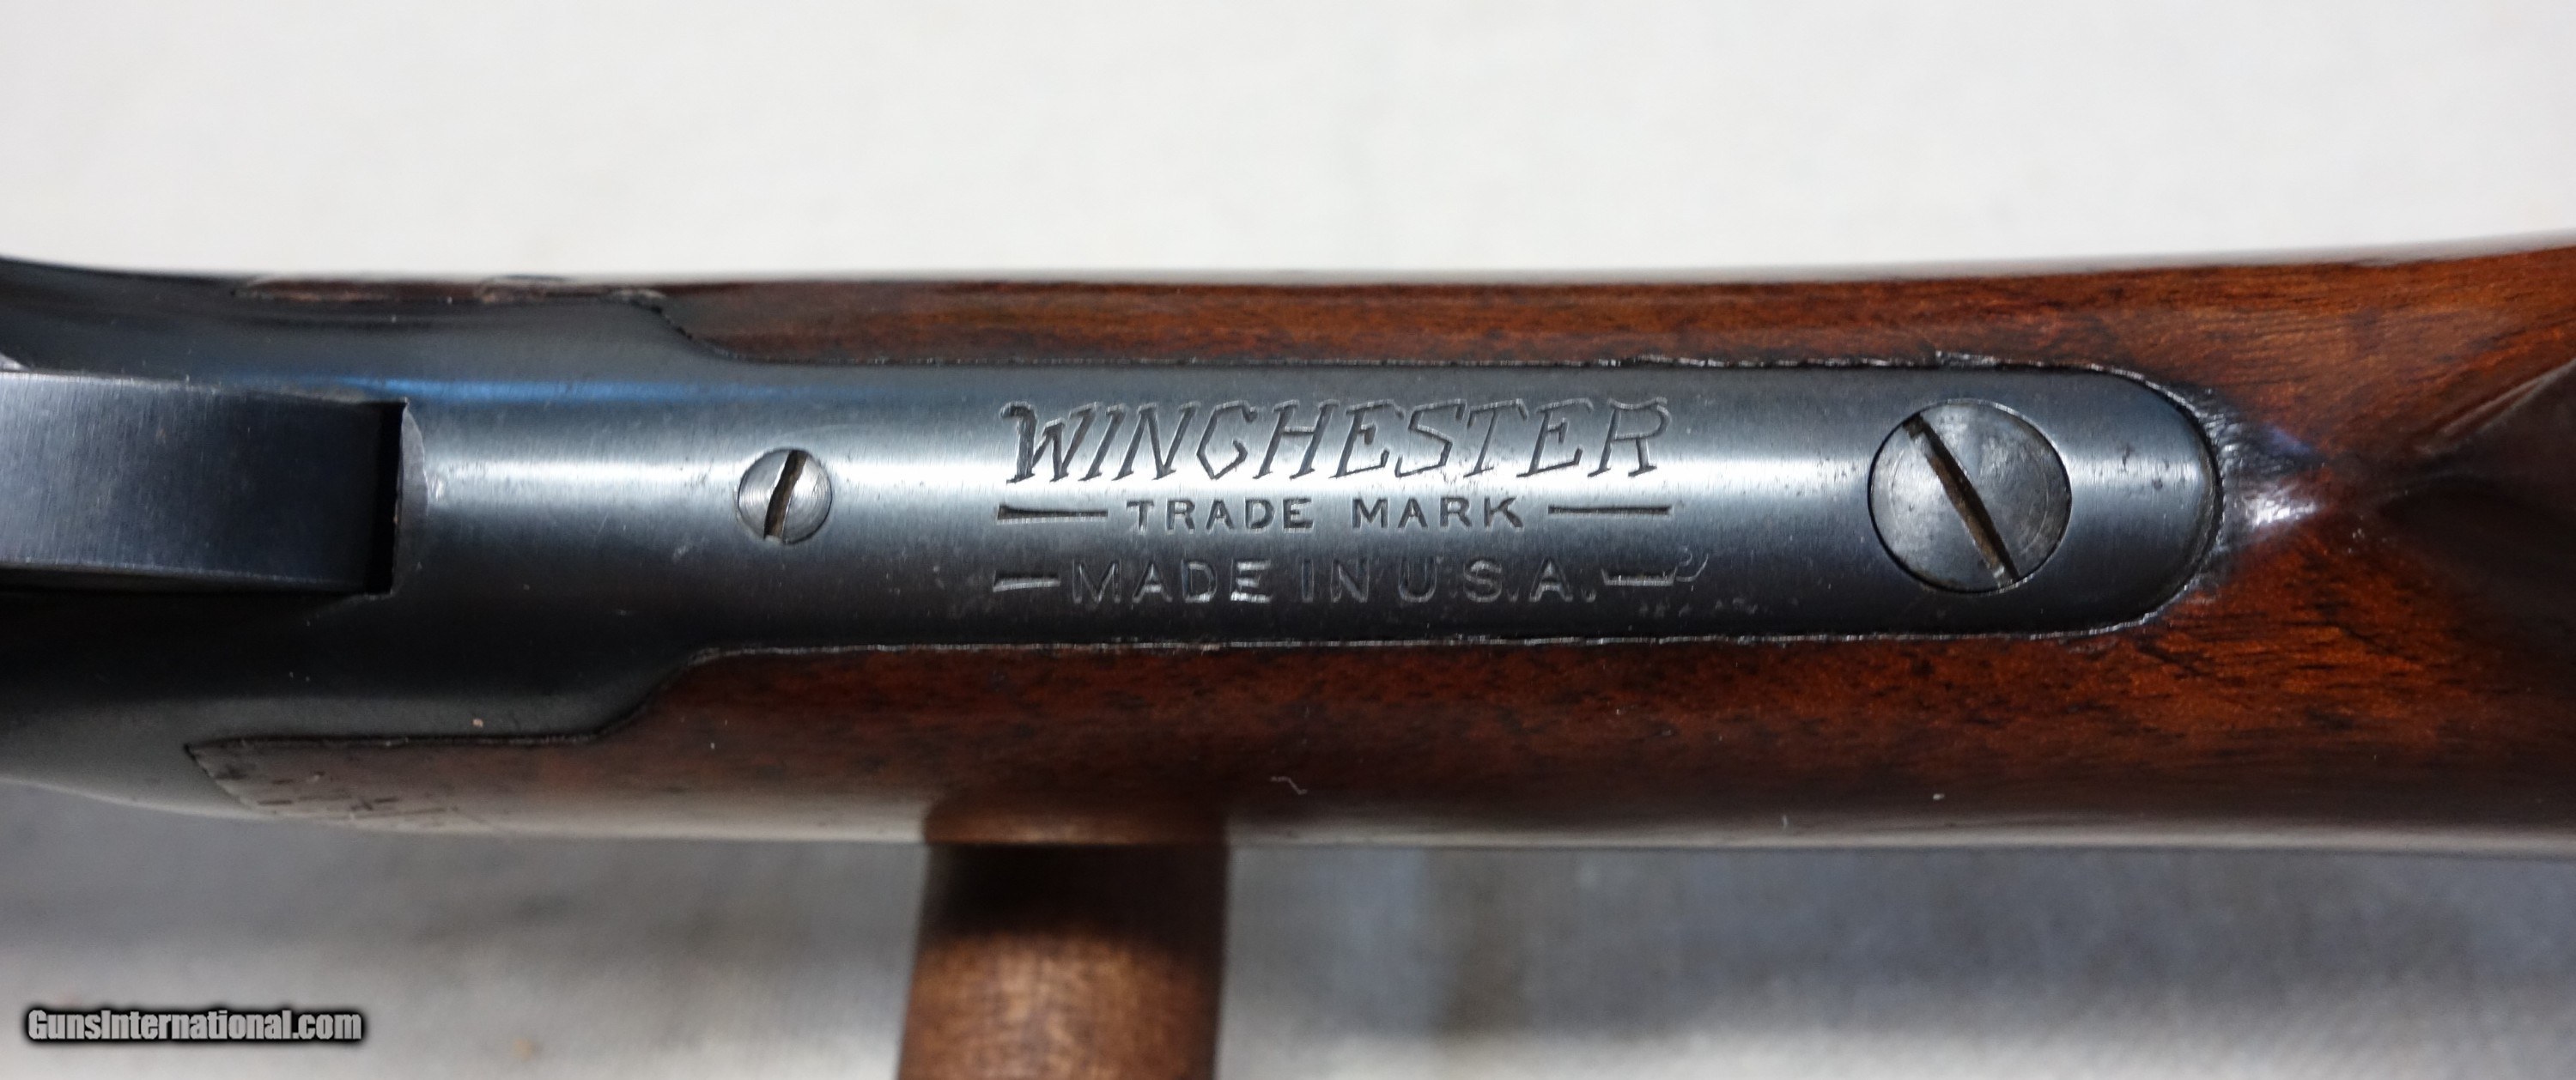 WINCHESTER
TRADE MARK
MADE IN U.S.A.
GunsInternational.com